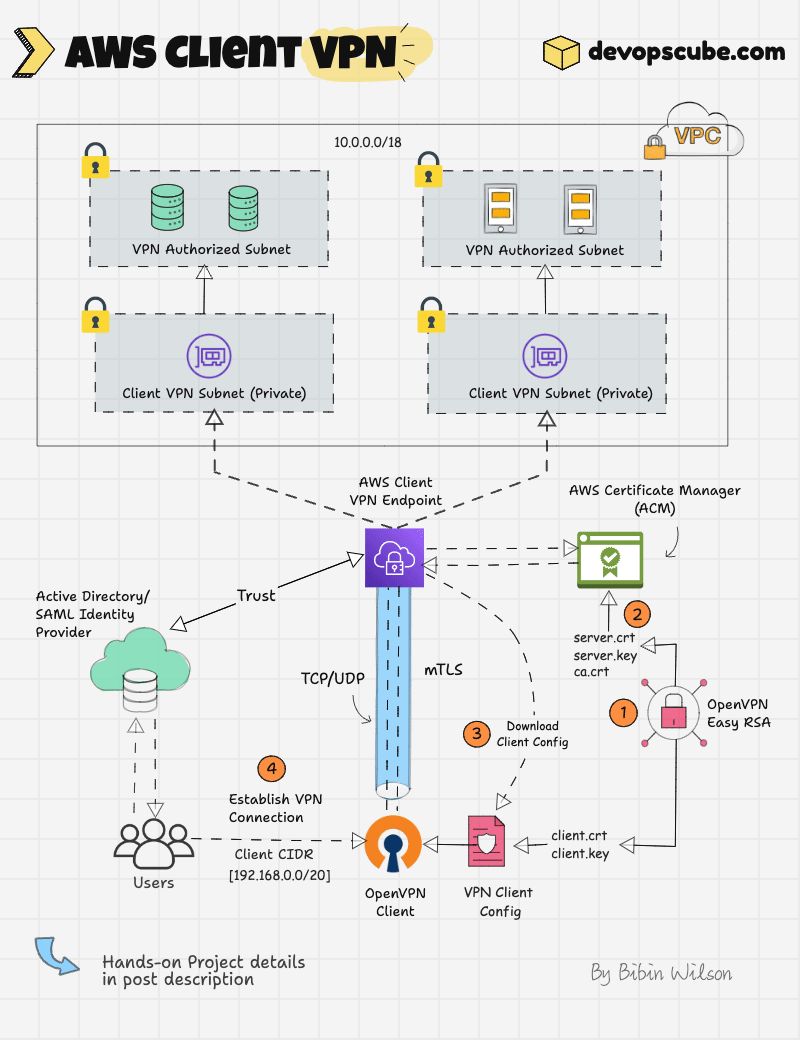 AWS CLIENT VPN
devopscube.com
10.0.0.0/18
VPC
VPN Authorized Subnet
VPN Authorized Subnet
Client VPN Subnet (Private)
Client VPN Subnet (Private)
AWS Client
VPN Endpoint
AWS Certificate Manager
(ACM)
Active Directory/
SAML Identity
Provider
Trust
2
server.crt
server.key
ca.crt
TCP/UDP
mTLS
1
OpenVPN
Easy RSA
3
Download
Client Config
4
Establish VPN
Connection
Client CIDR
[192.168.0.0/20]
client.crt
client.key
Users
OpenVPN
Client
VPN Client
Config
Hands-on Project details
in post description
By Bibin Wilson